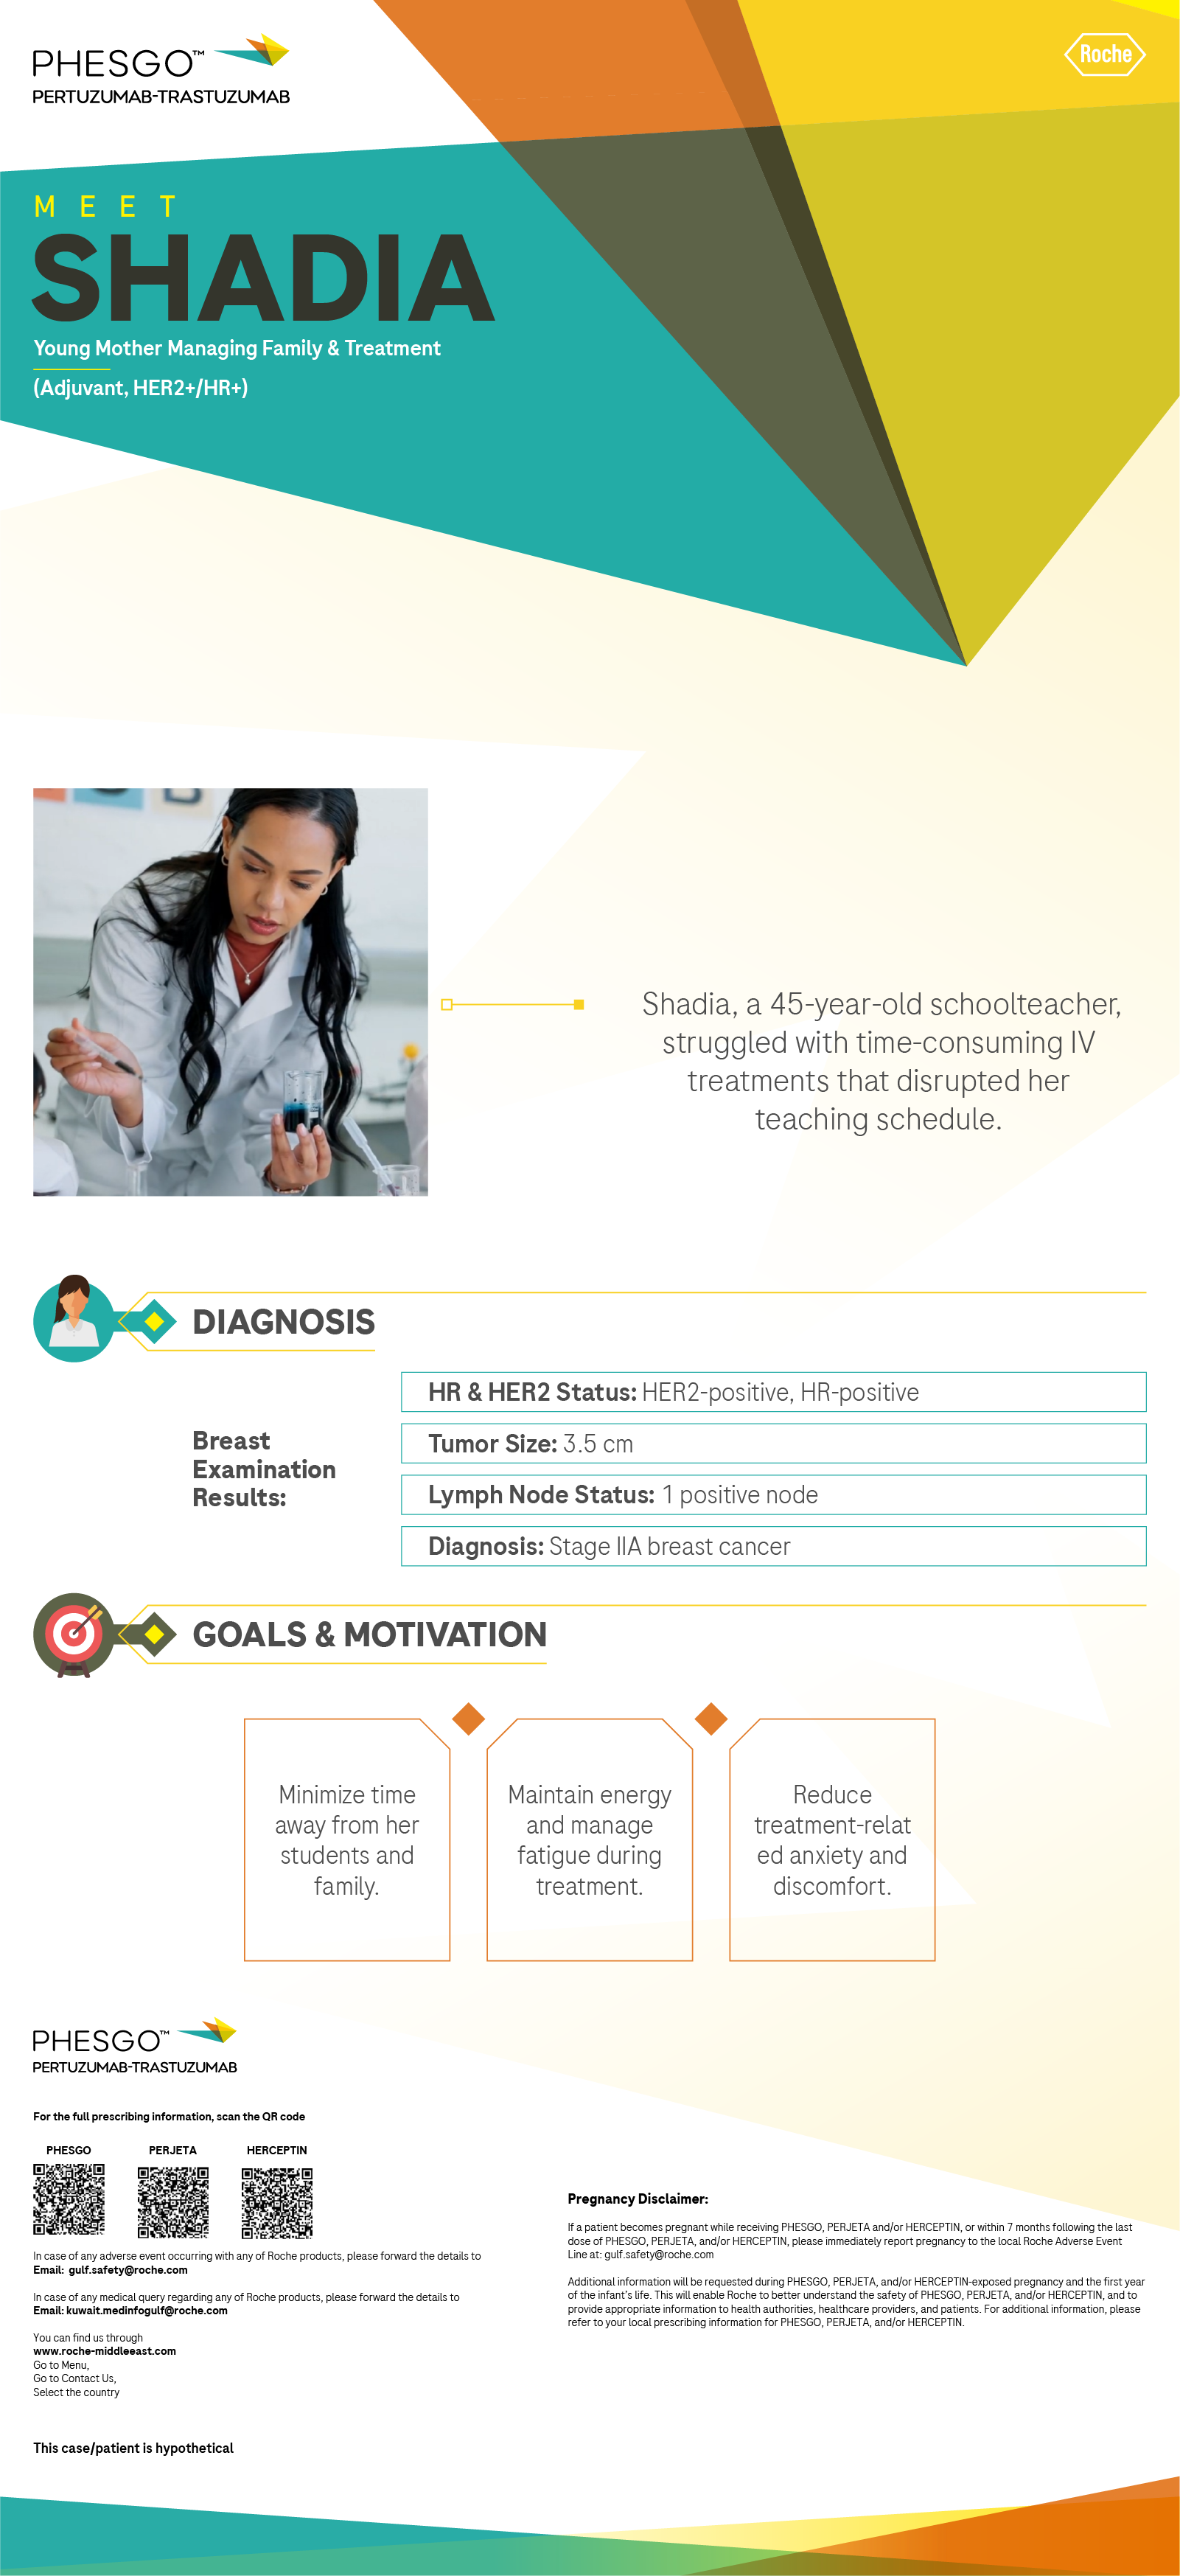 PHESGO™
PERTUZUMAB-TRASTUZUMAB
Roche
MEET
SHADIA
Young Mother Managing Family & Treatment
(Adjuvant, HER2+/HR+)
Shadia, a 45-year-old schoolteacher,
struggled with time-consuming IV
treatments that disrupted her
teaching schedule.
DIAGNOSIS
Breast
Examination
Results:
HR & HER2 Status: HER2-positive, HR-positive
Tumor Size: 3.5 cm
Lymph Node Status: 1 positive node
Diagnosis: Stage IIA breast cancer
GOALS & MOTIVATION
Minimize time
away from her
students and
family.
Maintain energy
and manage
fatigue during
treatment.
Reduce
treatment-relat
ed anxiety and
discomfort.
PHESGO™
PERTUZUMAB-TRASTUZUMAB
For the full prescribing information, scan the QR code
PHESGO PERJETA HERCEPTIN
In case of any adverse event occurring with any of Roche products, please forward the details to
Email: gulf.safety@roche.com
In case of any medical query regarding any of Roche products, please forward the details to
Email: kuwait.medinfogulf@roche.com
You can find us through
www.roche-middleeast.com
Go to Menu,
Go to Contact Us,
Select the country
This case/patient is hypothetical
Pregnancy Disclaimer:
If a patient becomes pregnant while receiving PHESGO, PERJETA and/or HERCEPTIN, or within 7 months following the last
dose of PHESGO, PERJETA, and/or HERCEPTIN, please immediately report pregnancy to the local Roche Adverse Event
Line at: gulf.safety@roche.com
Additional information will be requested during PHESGO, PERJETA, and/or HERCEPTIN-exposed pregnancy and the first year
of the infant's life. This will enable Roche to better understand the safety of PHESGO, PERJETA, and/or HERCEPTIN, and to
provide appropriate information to health authorities, healthcare providers, and patients. For additional information, please
refer to your local prescribing information for PHESGO, PERJETA, and/or HERCEPTIN.